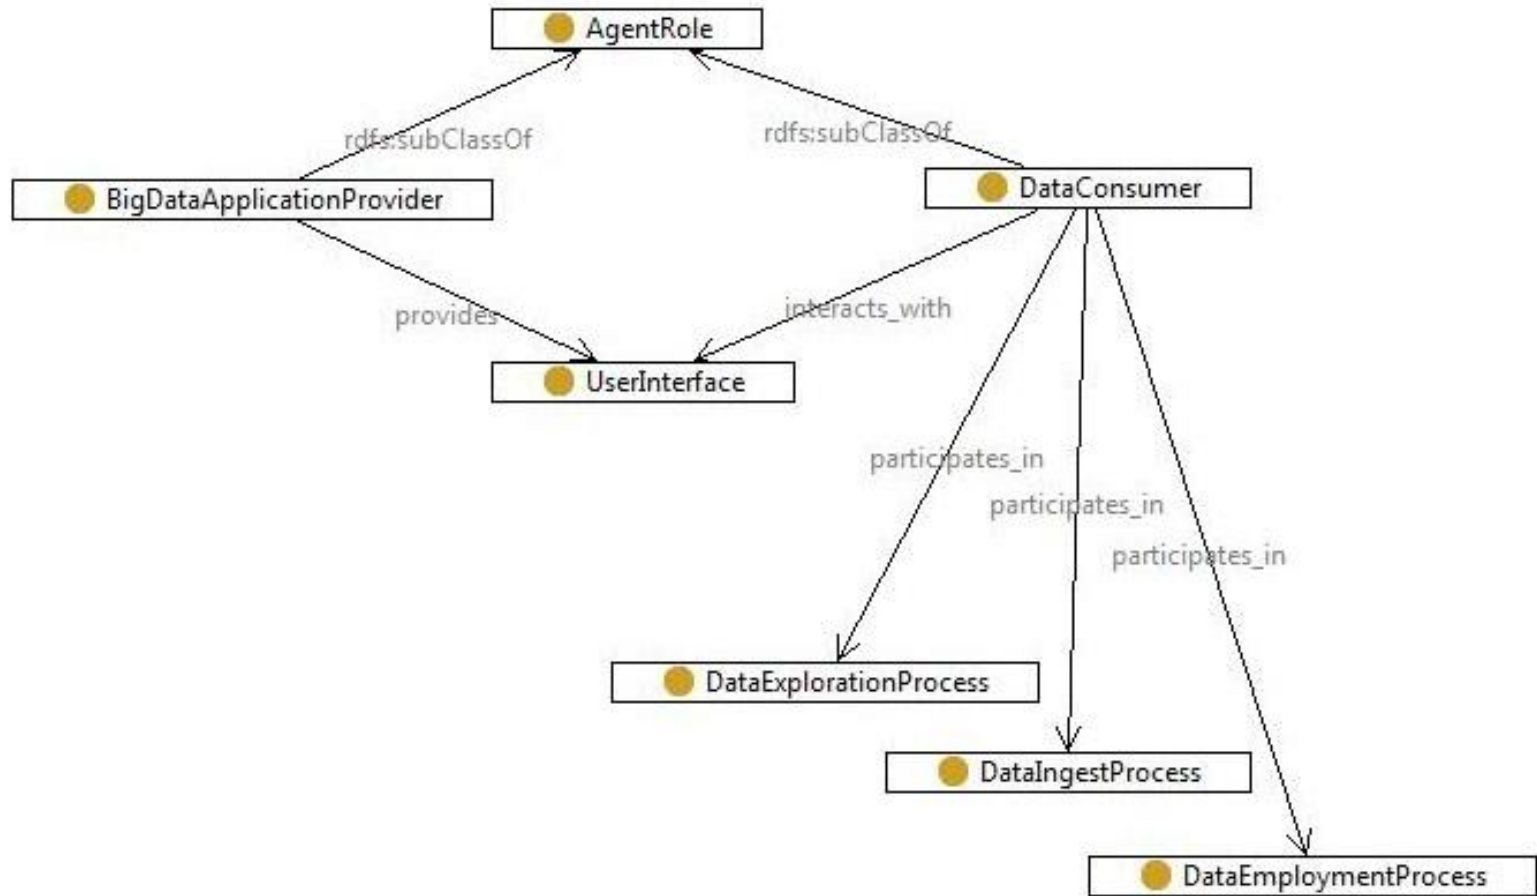 AgentRole
rdfs:subClassOf
rdfs:subClassOf
BigDataApplicationProvider
DataConsumer
provides
interacts_with
UserInterface
participates_in
participates_in
participates_in
DataExplorationProcess
DataIngestProcess
DataEmploymentProcess